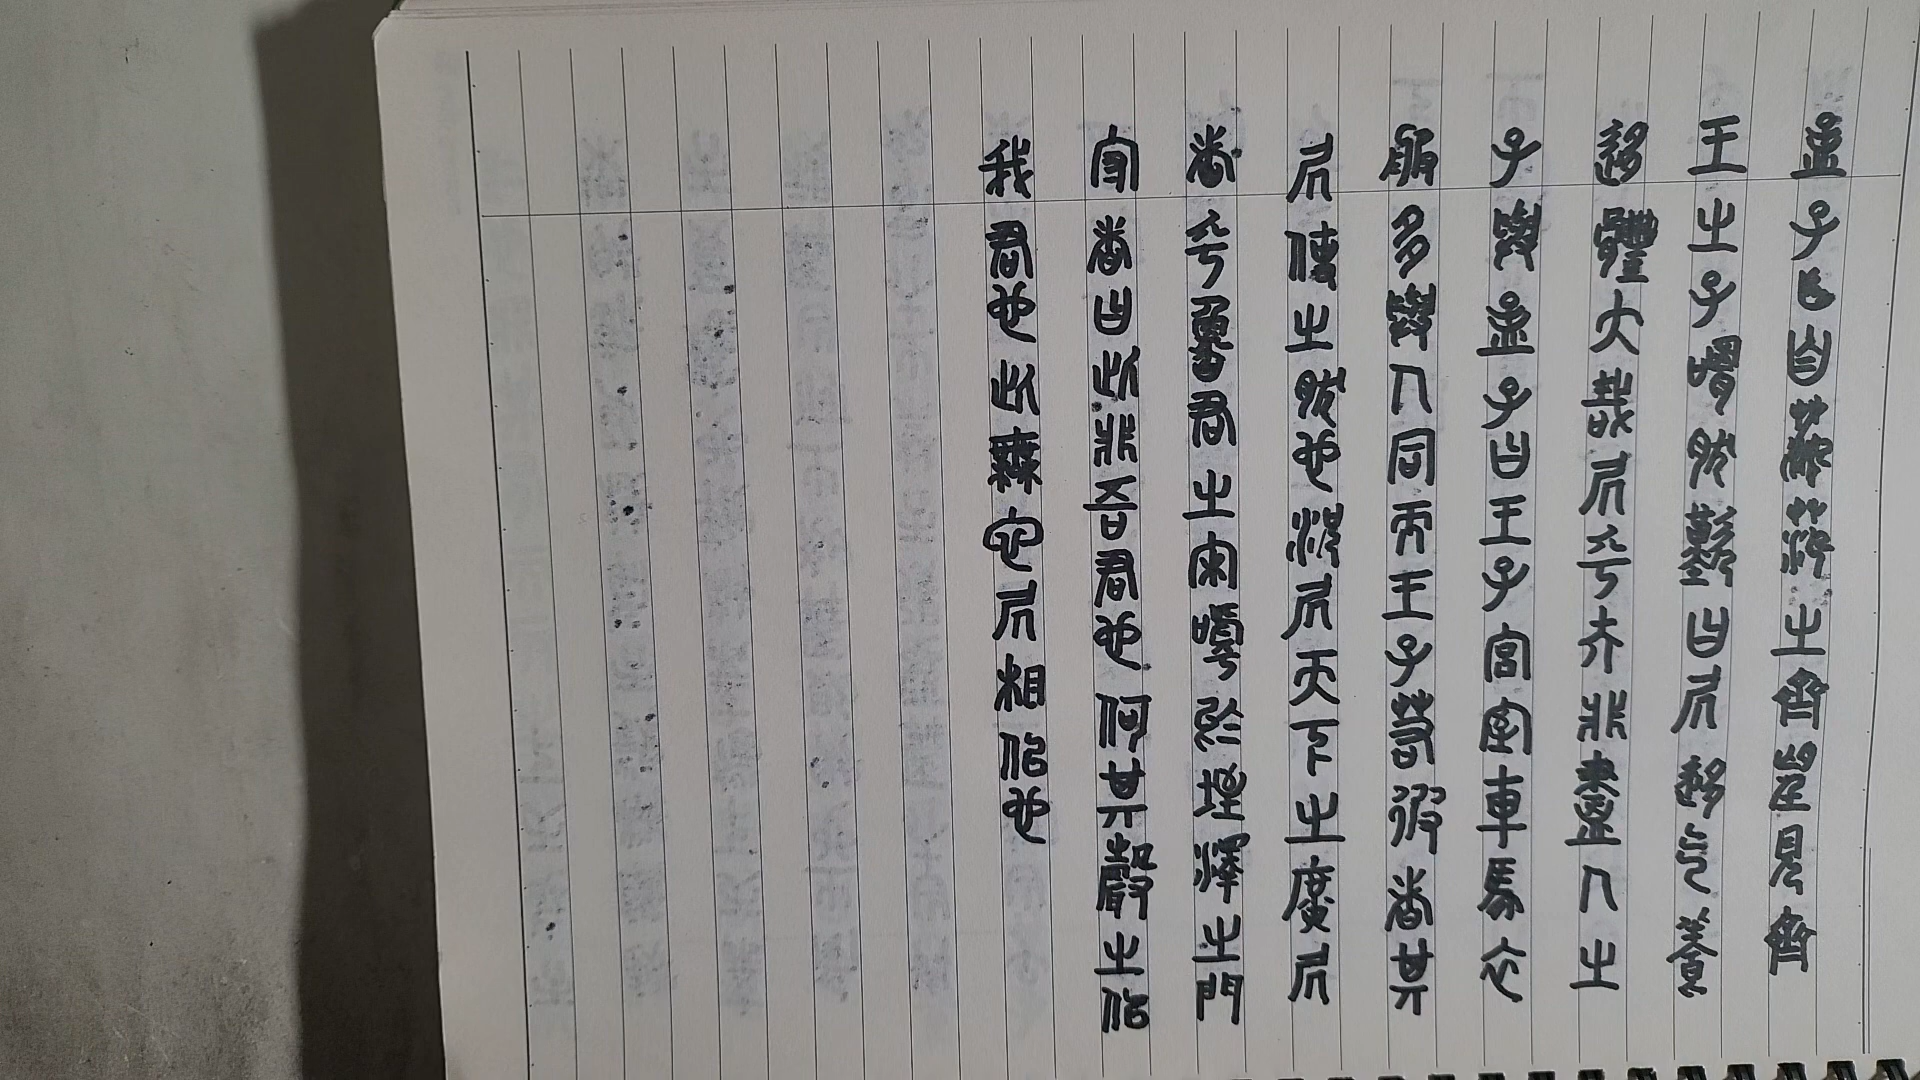 孟子自范之齊望見齊
王之子喟然歎曰居移气養
移體大哉居乎夫非盡人之
子與孟子曰王子宮室車馬衣
服多與人同而王子若彼者其
居使之然也況居天下之廣居
者乎魯君之宋嘑於垤澤之門
守者曰此非吾君也何其聲之似
我君也此無它居相似也